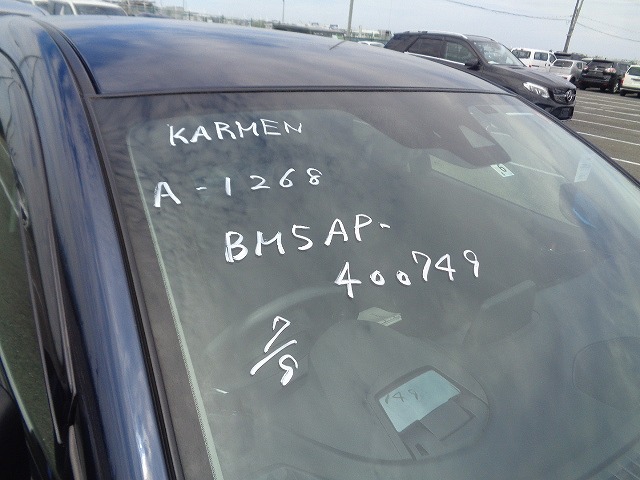 KARMEN
A-1268
BM5AP-
400749
7/9